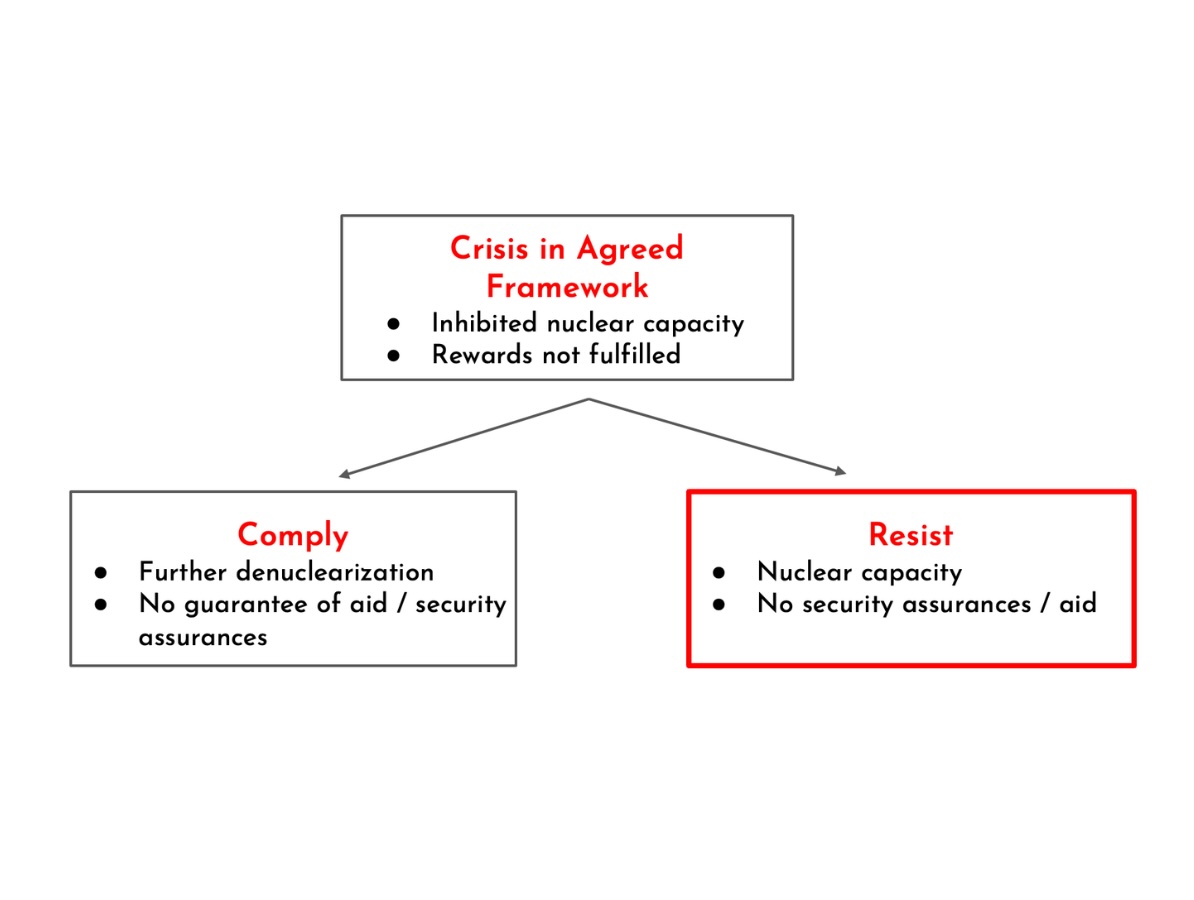 Crisis in Agreed
Framework
● Inhibited nuclear capacity
● Rewards not fulfilled
Comply
● Further denuclearization
● No guarantee of aid / security
assurances
Resist
● Nuclear capacity
● No security assurances / aid